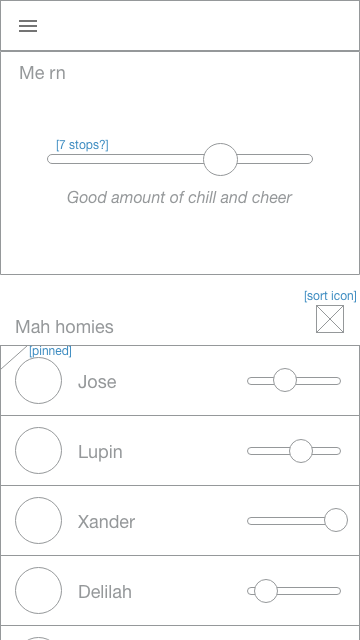 Me rn
[7 stops?]
Good amount of chill and cheer
[sort icon]
Mah homies
[pinned]
Jose
Lupin
Xander
Delilah